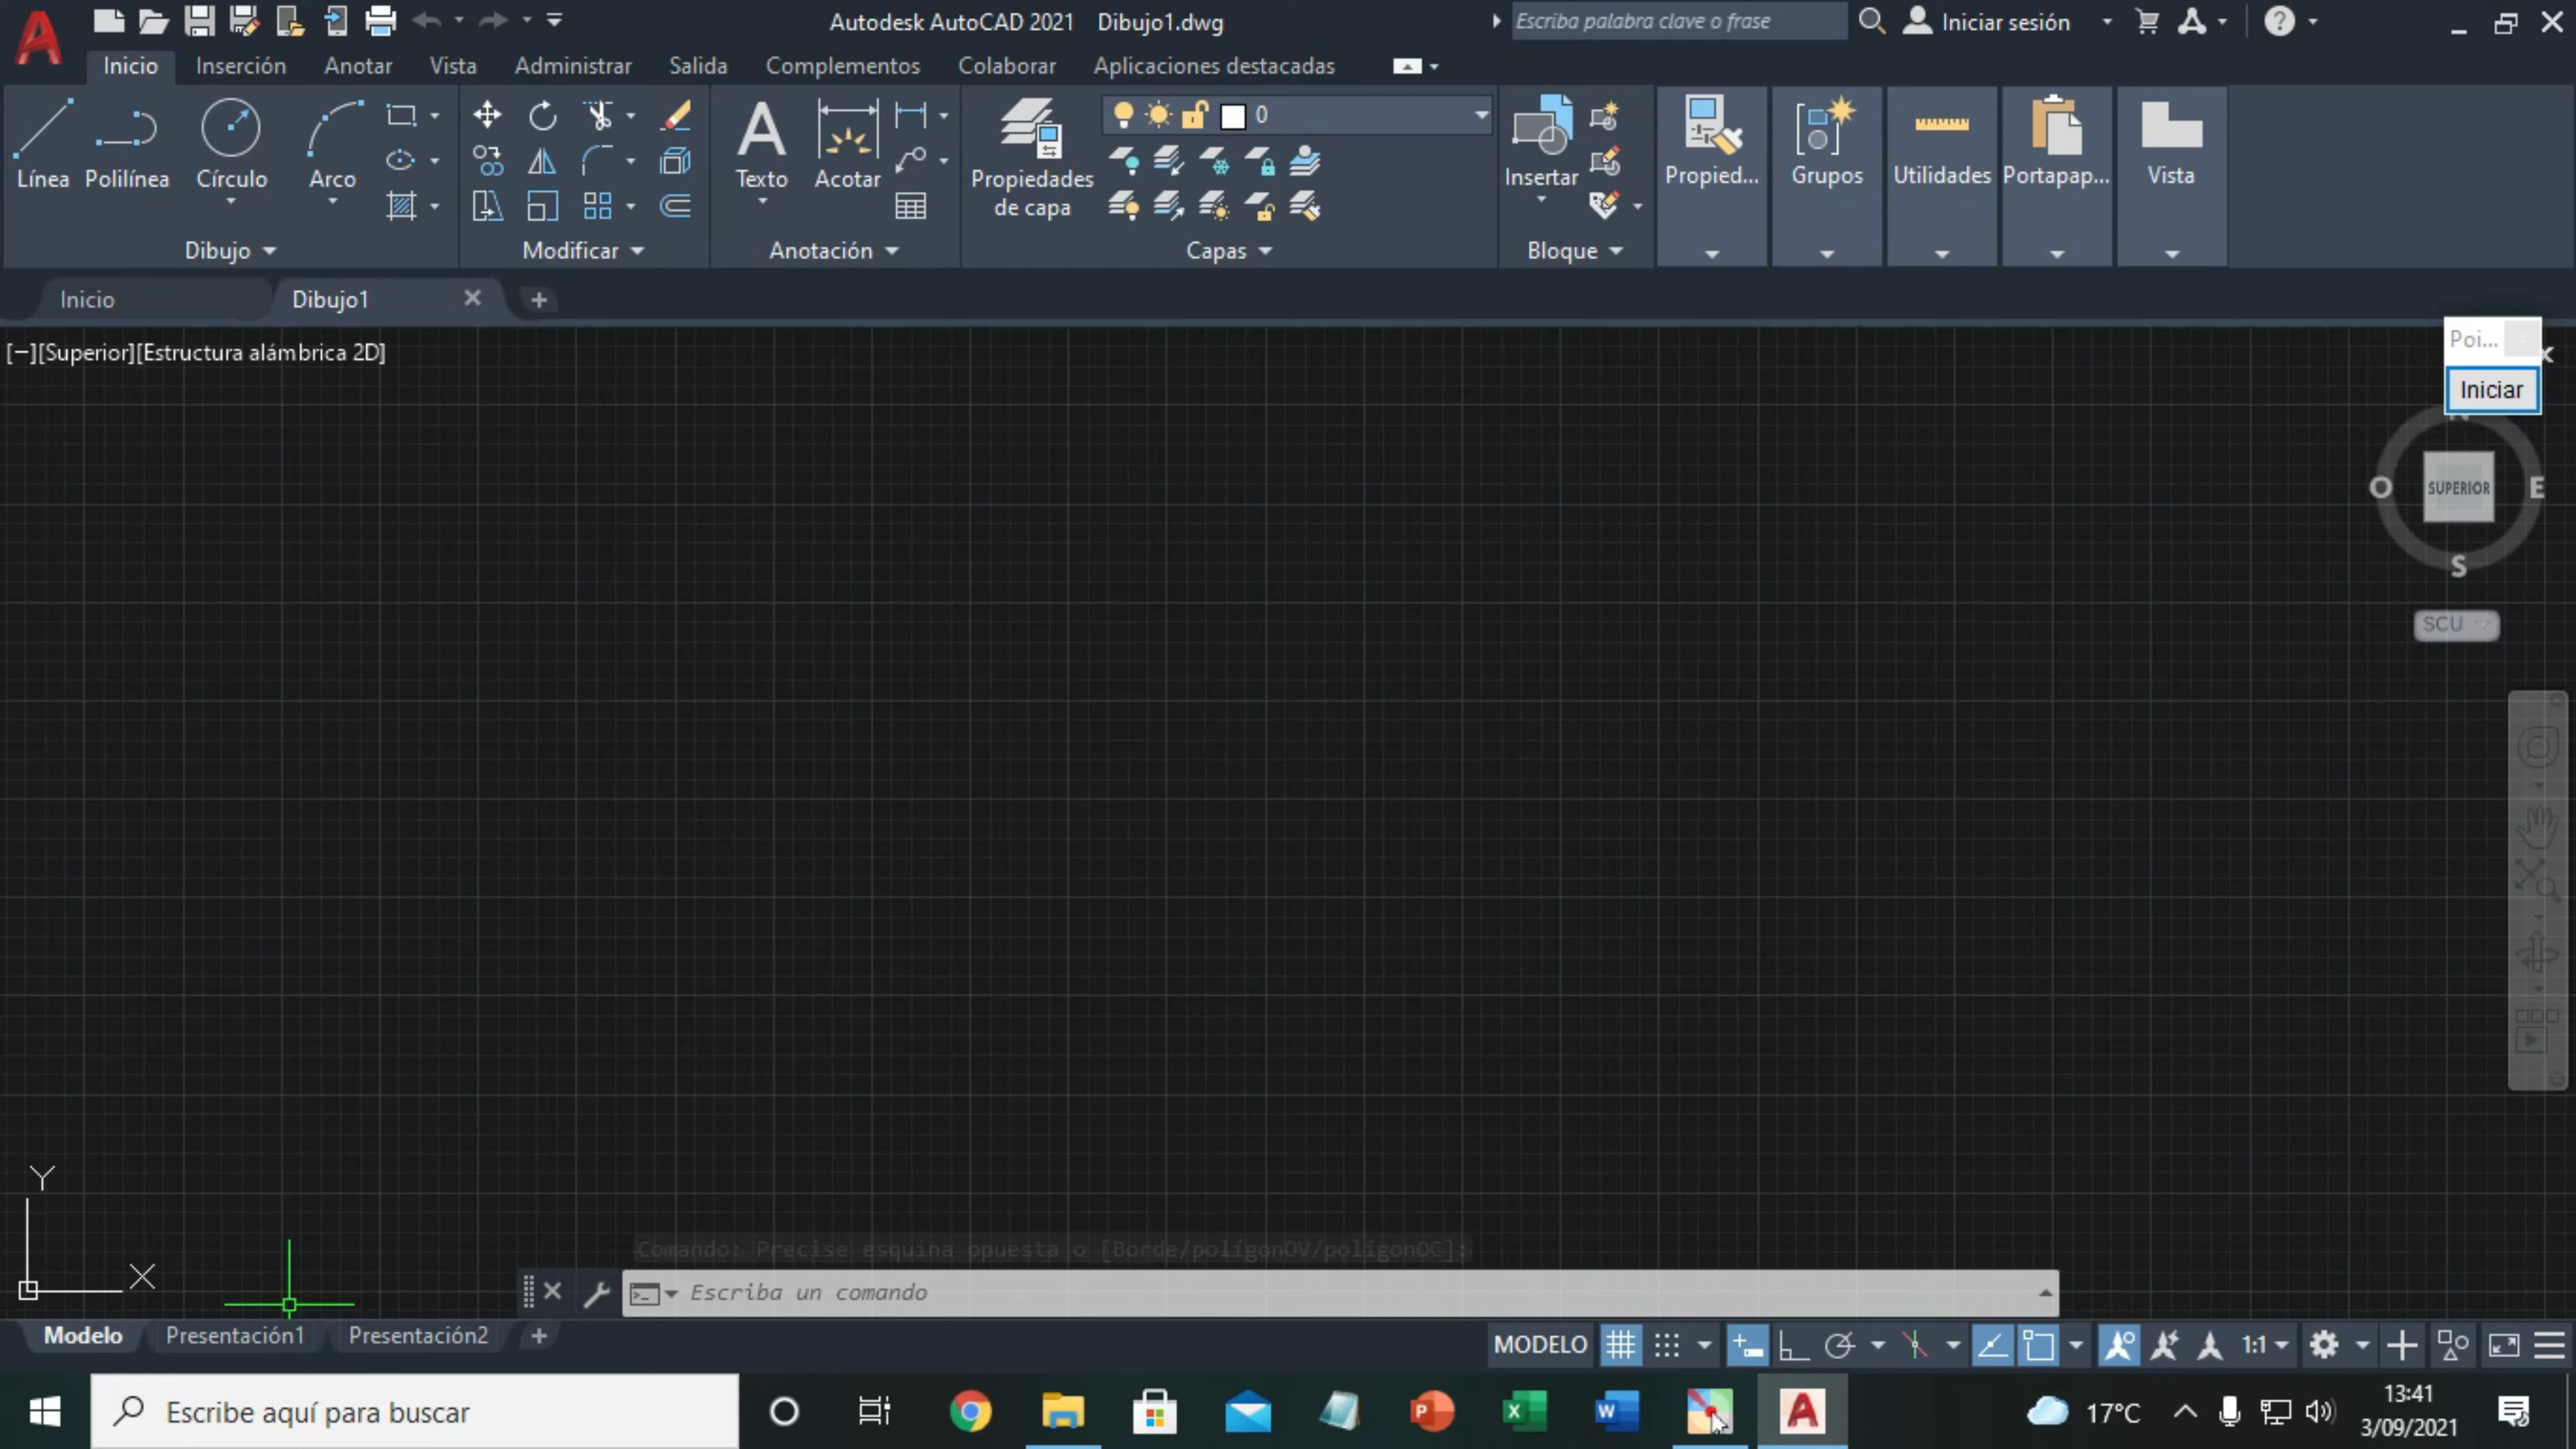 Autodesk AutoCAD 2021 Dibujo1.dwg
Escriba palabra clave o frase
Iniciar sesión
Inicio Inserción Anotar Vista Administrar Salida Complementos Colaborar Aplicaciones destacadas
0
Línea Polilínea Círculo Arco
Texto Acotar
Propiedades
de capa
Insertar
Propied... Grupos Utilidades Portapap... Vista
Dibujo Modificar Anotación Capas Bloque
Inicio Dibujo1
[−][Superior][Estructura alámbrica 2D]
Poi...
Iniciar
O SUPERIOR E
S
SCU
Y
X
Comando: Precise esquina opuesta o [Borde/polígonOV/polígonOC]:
Escriba un comando
Modelo Presentación1 Presentación2
MODELO 1:1
Escribe aquí para buscar
17°C
13:41
3/09/2021